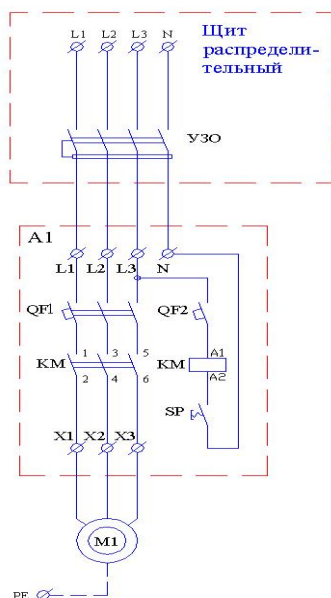 L1 L2 L3 N
Щит
распредели-
тельный
УЗО
A1
L1 L2 L3 N
QF1
QF2
1 3 5
KM
KM
A1
2 4 6
A2
SP
X1 X2 X3
M1
PE